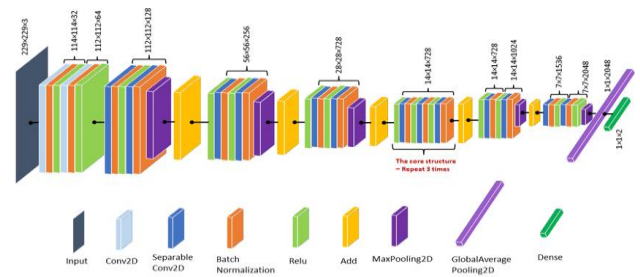 229×229×3
114×114×32
112×112×64
112×112×128
56×56×256
28×28×728
14×14×728
14×14×728
14×14×1024
7×7×1536
7×7×2048
1×1×2048
1×1×2
The core structure
– Repeat 3 times
Input
Conv2D
Separable
Conv2D
Batch
Normalization
Relu
Add
MaxPooling2D
GlobalAverage
Pooling2D
Dense